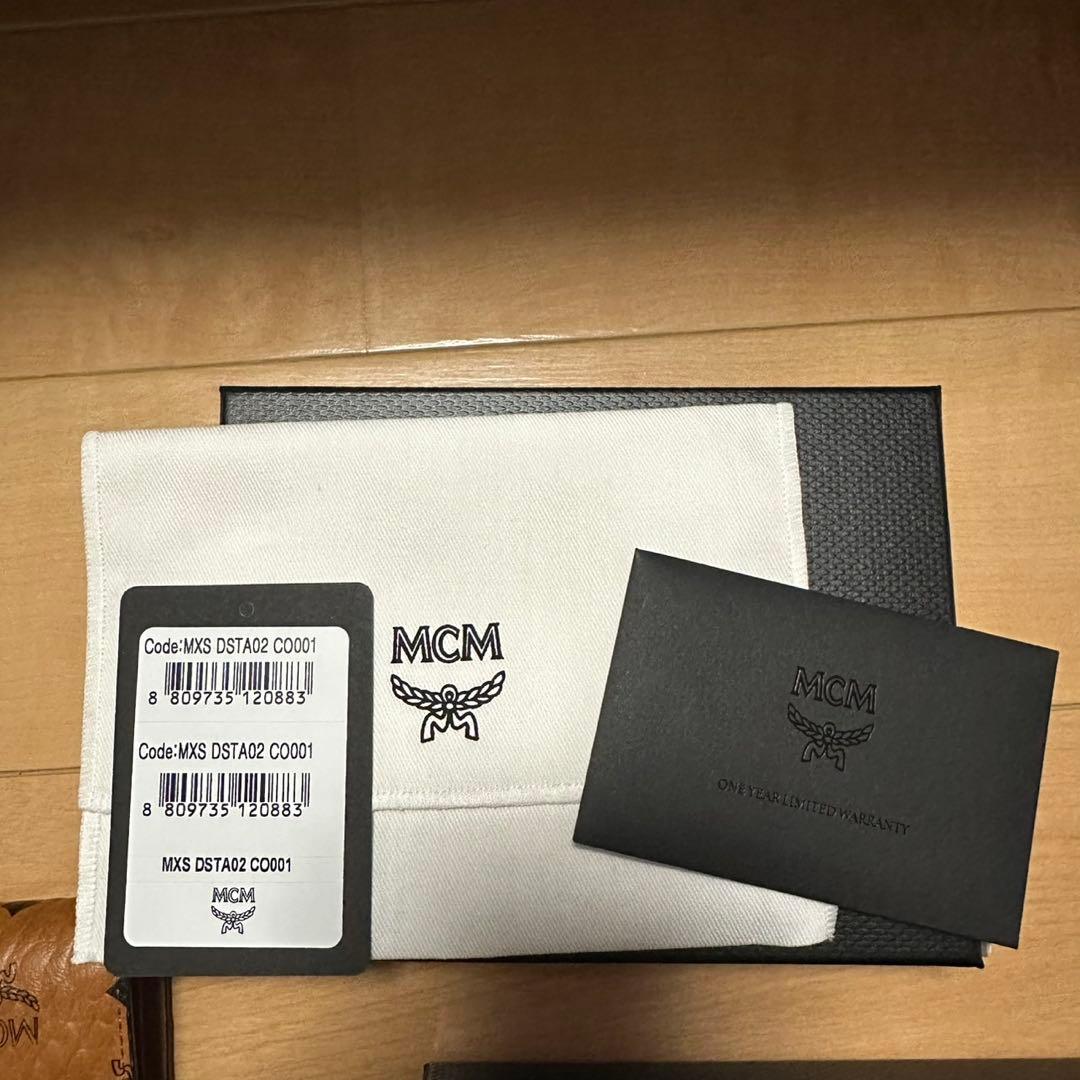 Code:MXS DSTA02 CO001
8 809735 120883
Code:MXS DSTA02 CO001
8 809735 120883
MXS DSTA02 CO001
MCM
MCM
MCM
ONE YEAR LIMITED WARRANTY